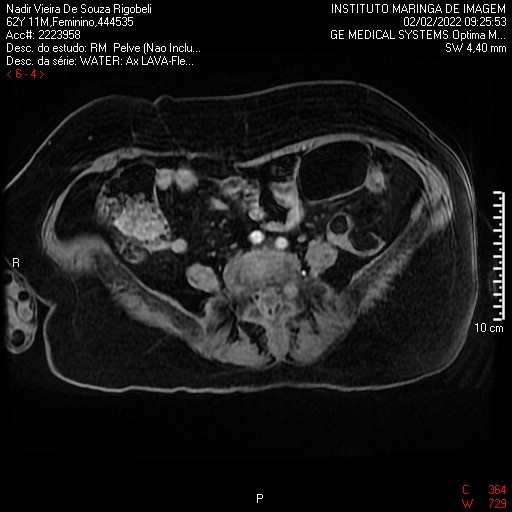 Nadir Vieira De Souza Rigobeli
62Y 11M,Feminino,444535
Acc#: 2223958
Desc. do estudo: RM Pelve (Nao Inclu...
Desc. da série: WATER: Ax LAVA-Fle...
< 6 - 4 >
INSTITUTO MARINGA DE IMAGEM
02/02/2022 09:25:53
GE MEDICAL SYSTEMS Optima M...
SW 4,40 mm
R
10 cm
P
C 364
W 729